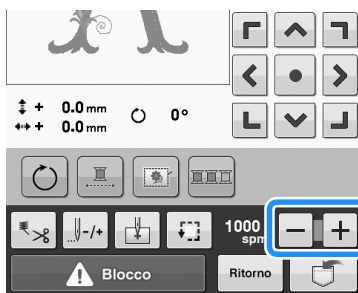 + 0.0 mm 0°
+ 0.0 mm
-/+ 1000 spm - +
Blocco Ritorno